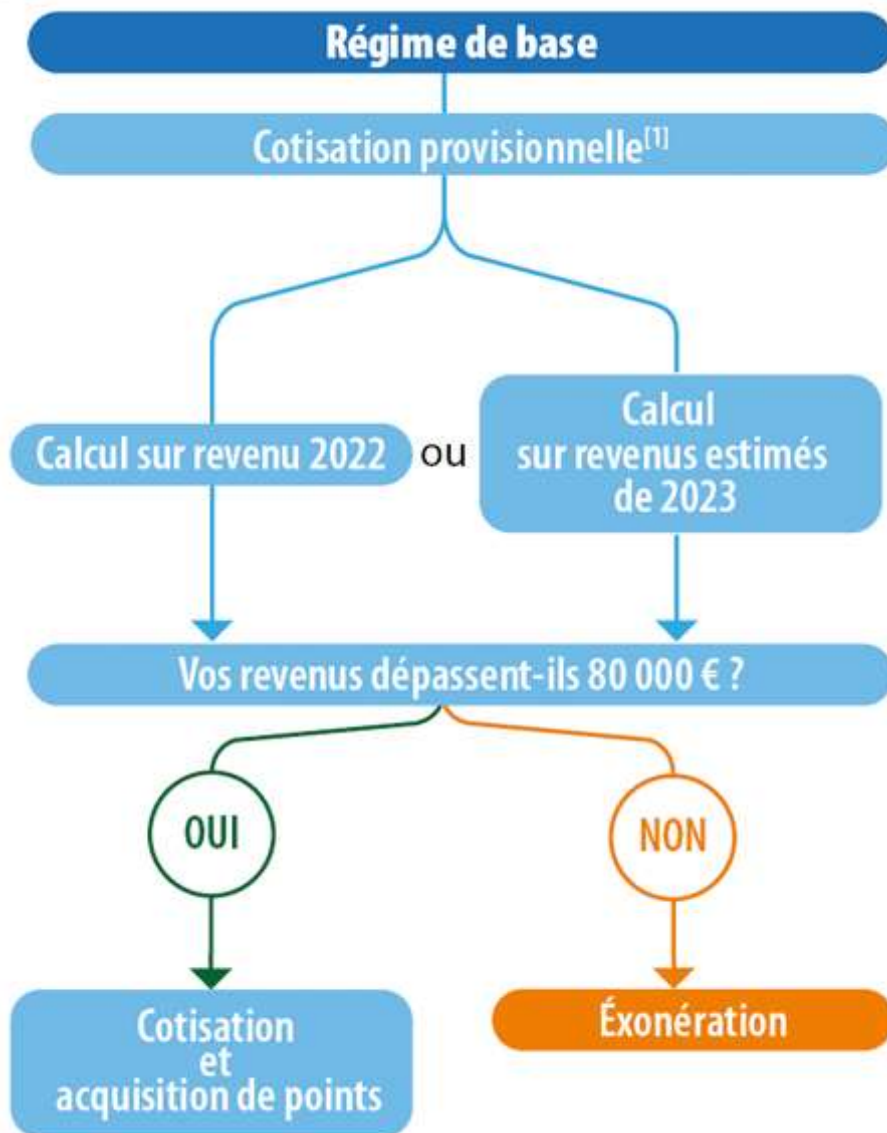 Régime de base
Cotisation provisionnelle[1]
Calcul sur revenu 2022
ou
Calcul
sur revenus estimés
de 2023
Vos revenus dépassent-ils 80 000 € ?
OUI
NON
Cotisation
et
acquisition de points
Éxonération